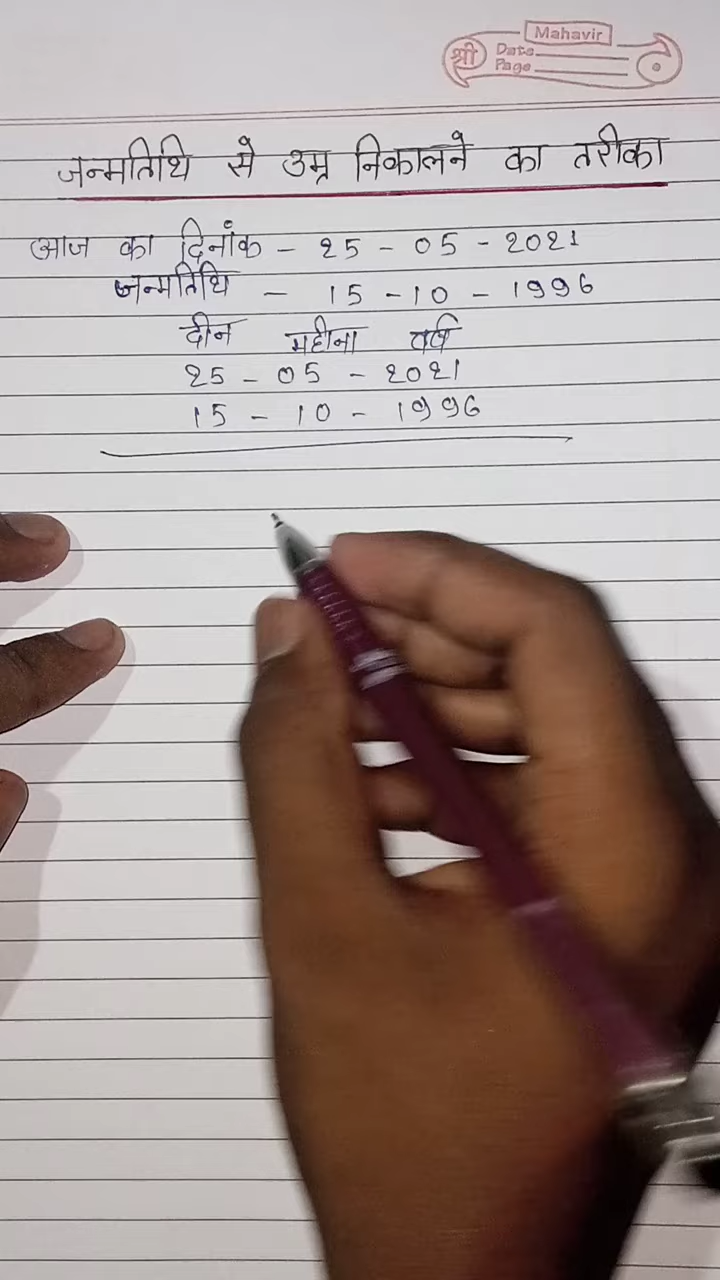 Mahavir
श्री Date
Page
जन्मतिथि से उम्र निकालने का तरीका
आज का दिनांक - 25 - 05 - 2021
जन्मतिथि - 15 - 10 - 1996
दीन महीना वर्ष
25 - 05 - 2021
15 - 10 - 1996